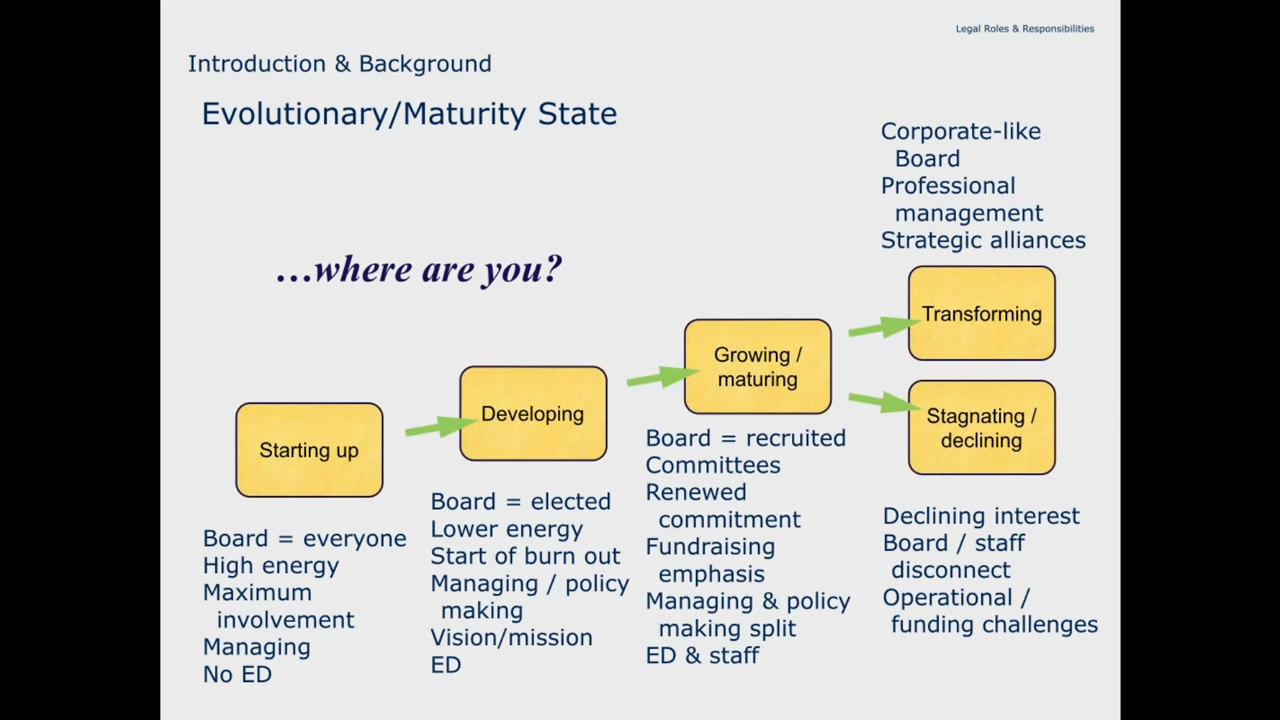 Legal Roles & Responsibilities
Introduction & Background
Evolutionary/Maturity State
…where are you?
Starting up
Board = everyone
High energy
Maximum
involvement
Managing
No ED
Developing
Board = elected
Lower energy
Start of burn out
Managing / policy
making
Vision/mission
ED
Growing /
maturing
Board = recruited
Committees
Renewed
commitment
Fundraising
emphasis
Managing & policy
making split
ED & staff
Corporate-like
Board
Professional
management
Strategic alliances
Transforming
Stagnating /
declining
Declining interest
Board / staff
disconnect
Operational /
funding challenges